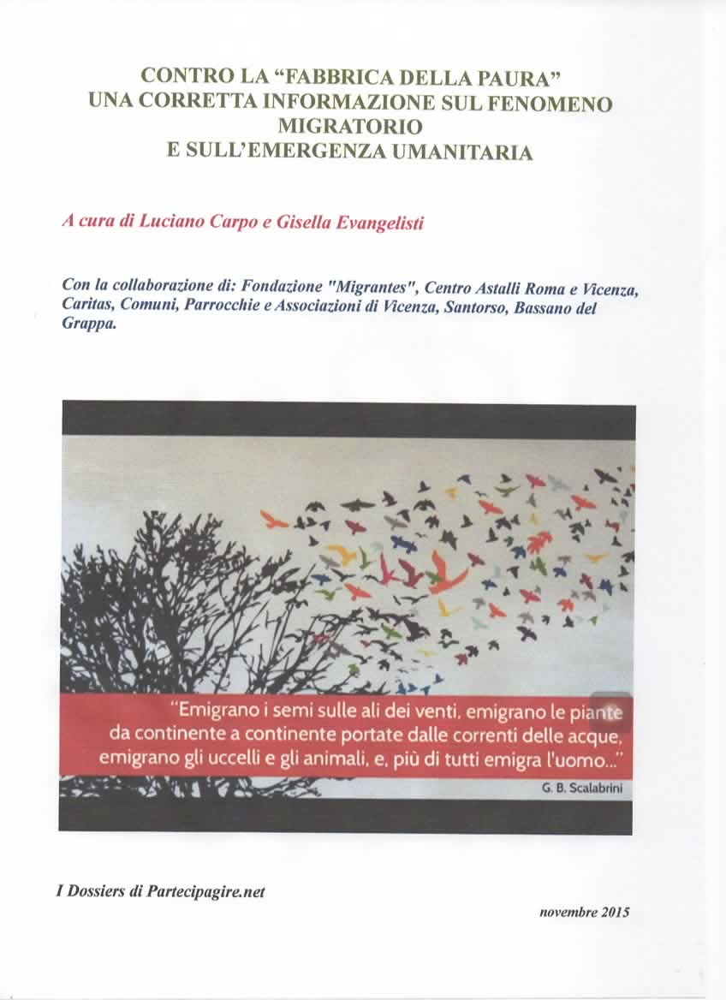 CONTRO LA “FABBRICA DELLA PAURA”
UNA CORRETTA INFORMAZIONE SUL FENOMENO
MIGRATORIO
E SULL’EMERGENZA UMANITARIA
A cura di Luciano Carpo e Gisella Evangelisti
Con la collaborazione di: Fondazione "Migrantes", Centro Astalli Roma e Vicenza,
Caritas, Comuni, Parrocchie e Associazioni di Vicenza, Santorso, Bassano del
Grappa.
“Emigrano i semi sulle ali dei venti, emigrano le piante
da continente a continente portate dalle correnti delle acque,
emigrano gli uccelli e gli animali, e, più di tutti emigra l'uomo...”
G. B. Scalabrini
I Dossiers di Partecipagire.net
novembre 2015